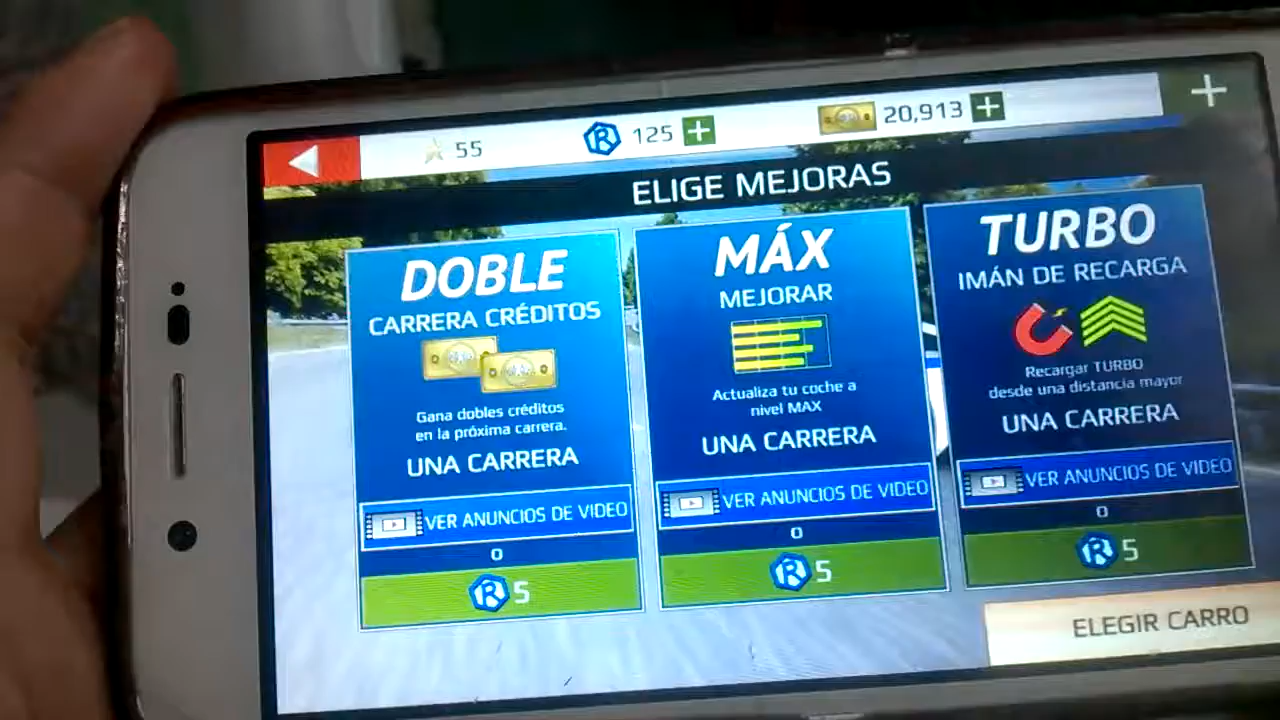 55
125
20,913
ELIGE MEJORAS
DOBLE
CARRERA CRÉDITOS
Gana dobles créditos
en la próxima carrera.
UNA CARRERA
VER ANUNCIOS DE VIDEO
o
R 5
MÁX
MEJORAR
Actualiza tu coche a
nivel MAX
UNA CARRERA
VER ANUNCIOS DE VIDEO
o
R 5
TURBO
IMÁN DE RECARGA
Recargar TURBO
desde una distancia mayor
UNA CARRERA
VER ANUNCIOS DE VIDEO
o
R 5
ELEGIR CARRO